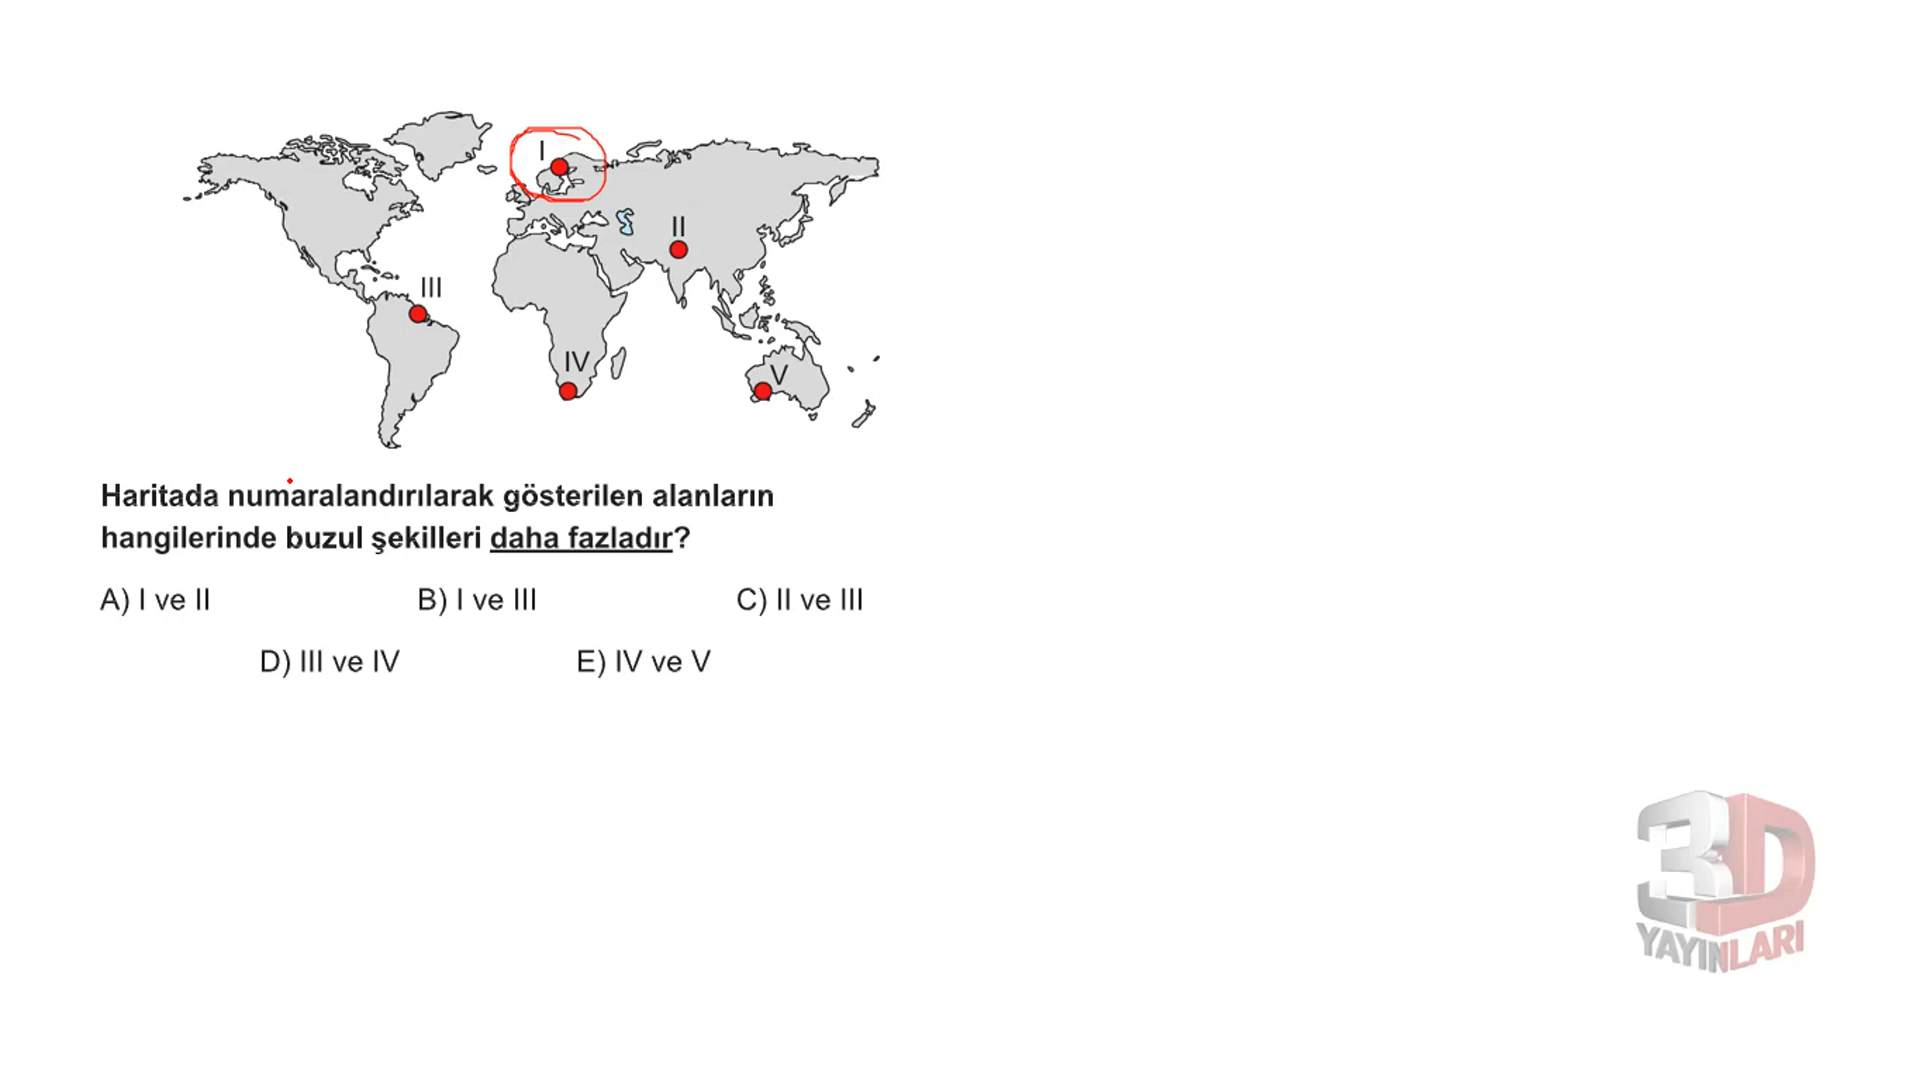 I
II
III
IV
V
Haritada numaralandırılarak gösterilen alanların
hangilerinde buzul şekilleri daha fazladır?
A) I ve II B) I ve III C) II ve III
D) III ve IV E) IV ve V
3D
YAYINLARI